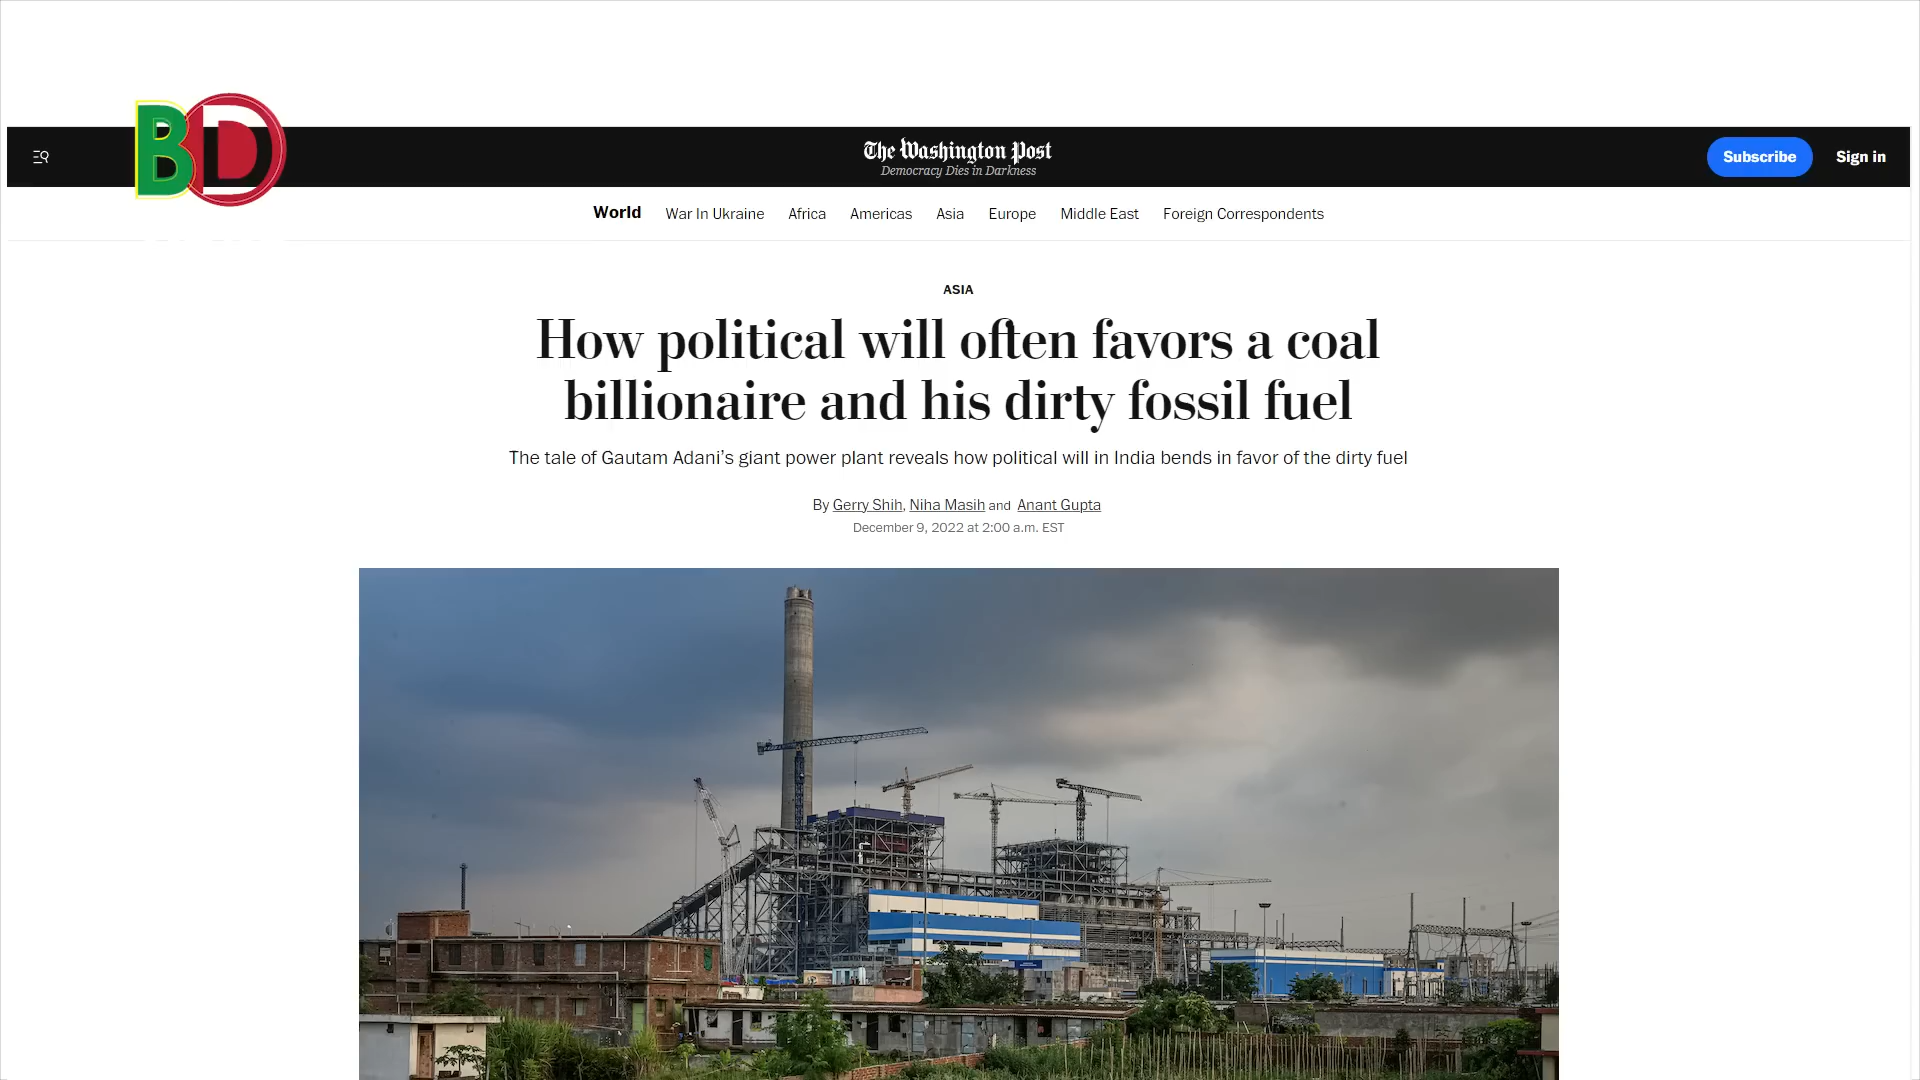 BD
The Washington Post
Democracy Dies in Darkness
Subscribe
Sign in
World
War In Ukraine
Africa
Americas
Asia
Europe
Middle East
Foreign Correspondents
ASIA
How political will often favors a coal
billionaire and his dirty fossil fuel
The tale of Gautam Adani’s giant power plant reveals how political will in India bends in favor of the dirty fuel
By Gerry Shih, Niha Masih and Anant Gupta
December 9, 2022 at 2:00 a.m. EST